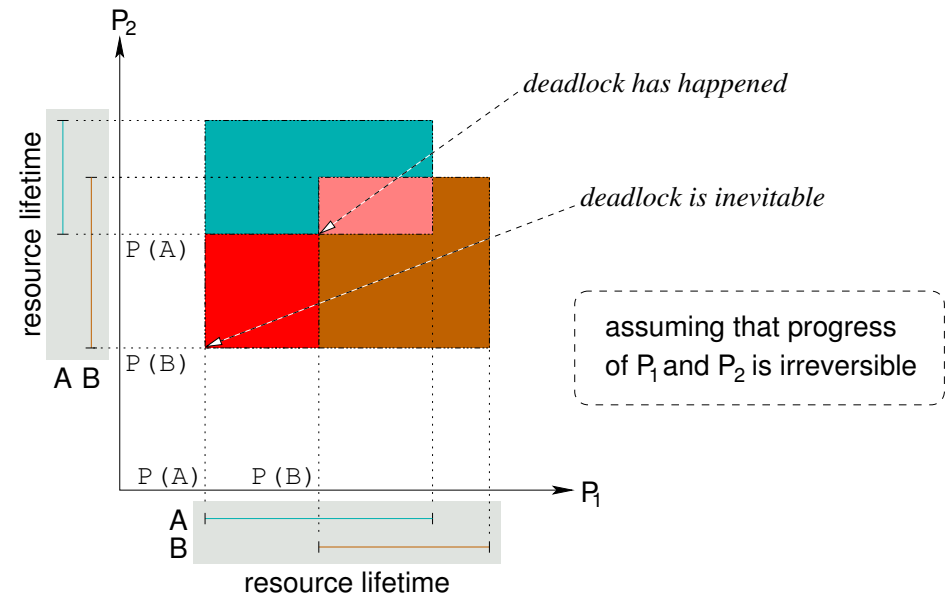 P2
deadlock has happened
resource lifetime
deadlock is inevitable
P(A)
assuming that progress
of P1 and P2 is irreversible
P(B)
A B
P(A) P(B)
P1
A
B
resource lifetime